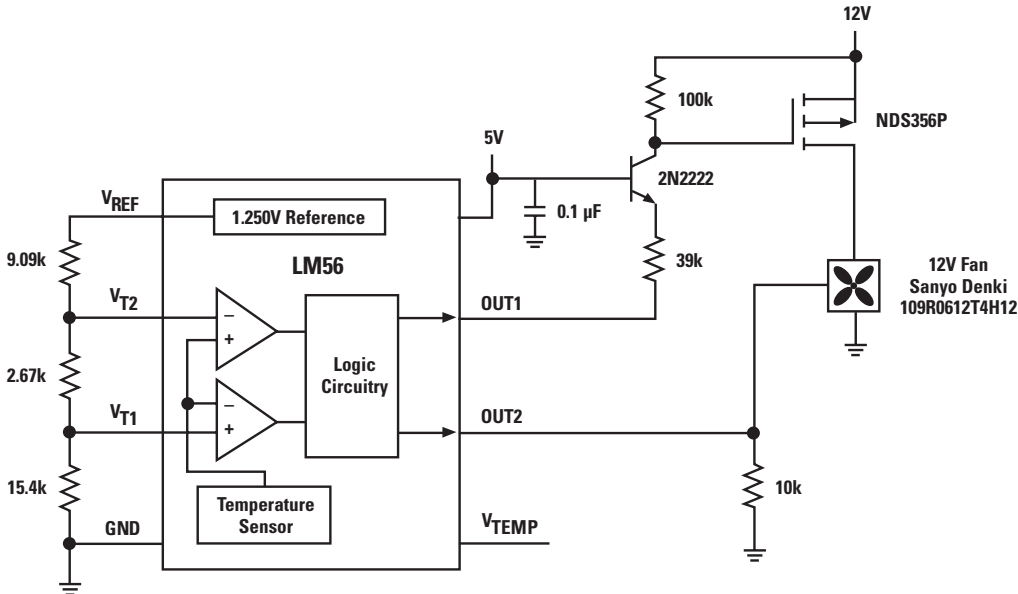 12V
100k
NDS356P
5V
2N2222
V_REF
1.250V Reference
0.1 µF
9.09k
LM56
39k
12V Fan
Sanyo Denki
109R0612T4H12
V_T2
–
+
OUT1
Logic
Circuitry
2.67k
V_T1
–
+
OUT2
15.4k
Temperature
Sensor
10k
GND
V_TEMP